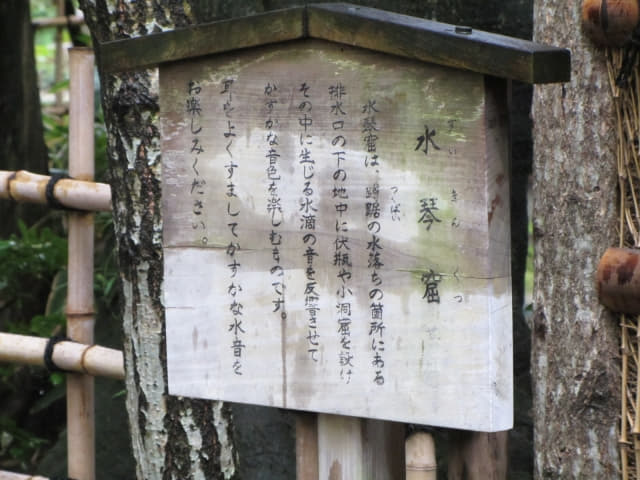 水琴窟
すいきんくつ
水琴窟は、蹲踞の水落ちの箇所にある
つくばい
排水口の下の地中に伏瓶や小洞窟を設け
その中に生じる水滴の音を反響させて
かすかな音色を楽しむものです。
耳をよくすましてかすかな水音を
お楽しみください。